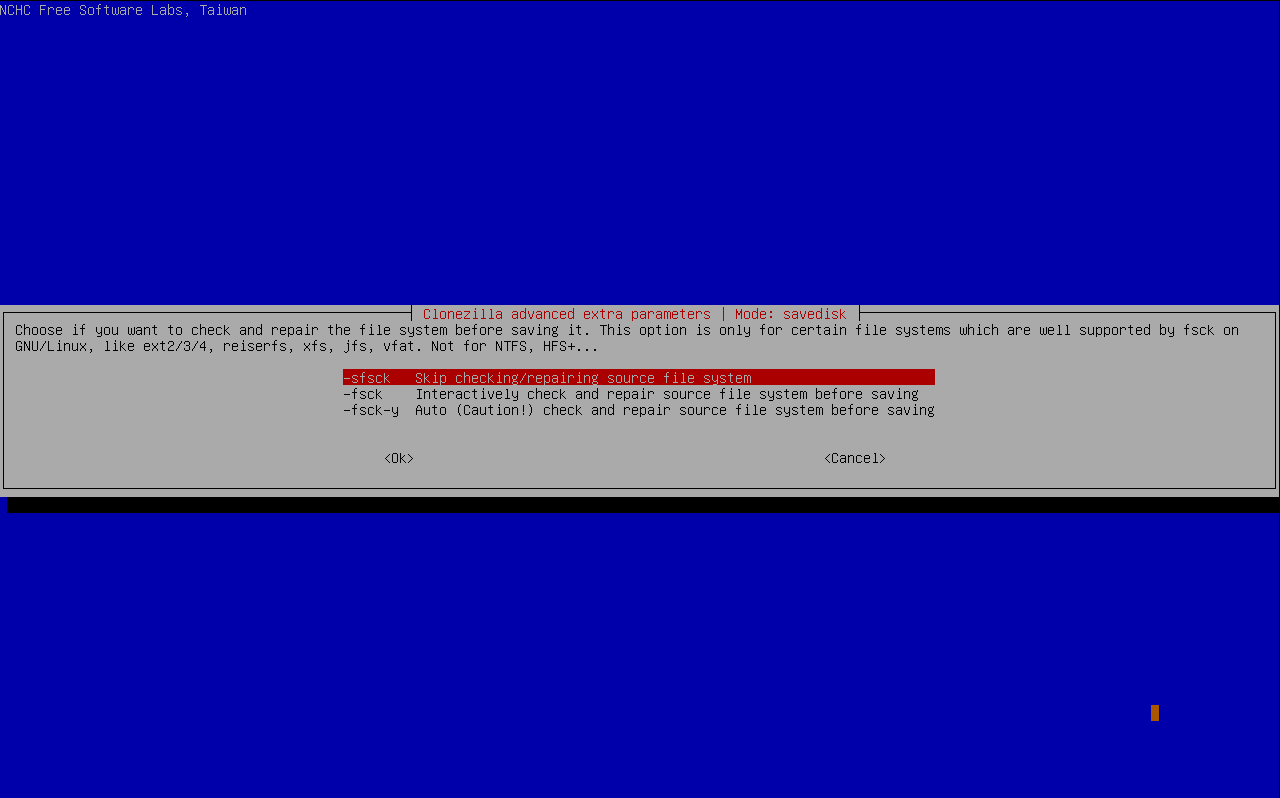 NCHC Free Software Labs, Taiwan
Clonezilla advanced extra parameters | Mode: savedisk
Choose if you want to check and repair the file system before saving it. This option is only for certain file systems which are well supported by fsck on
GNU/Linux, like ext2/3/4, reiserfs, xfs, jfs, vfat. Not for NTFS, HFS+...
-sfsck Skip checking/repairing source file system
-fsck Interactively check and repair source file system before saving
-fsck-y Auto (Caution!) check and repair source file system before saving
<Ok> <Cancel>